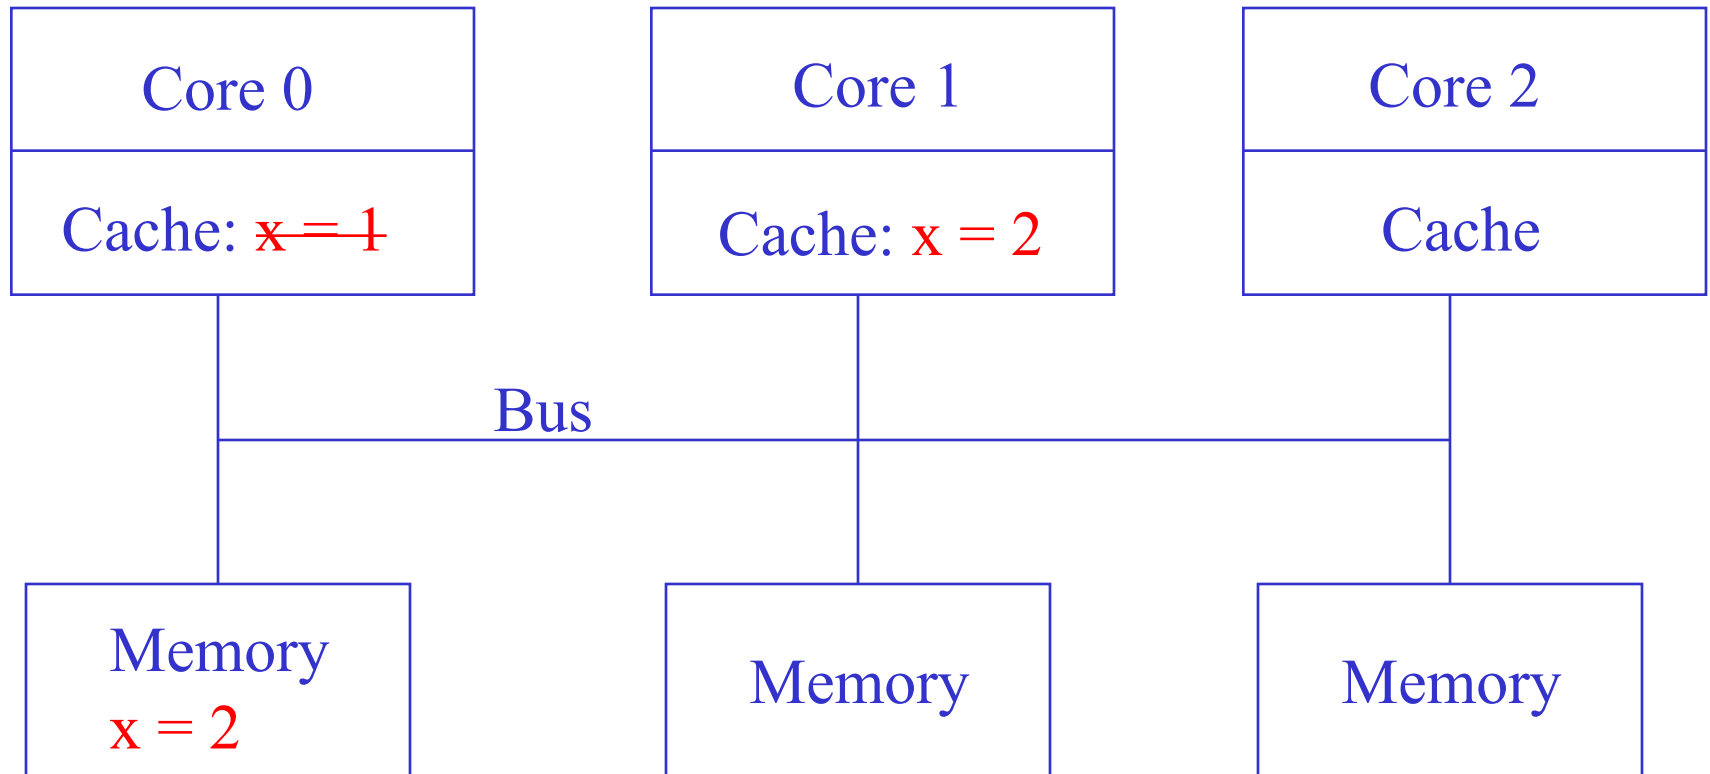 Core 0
Core 1
Core 2
Cache: x = 1
Cache: x = 2
Cache
Bus
Memory
x = 2
Memory
Memory